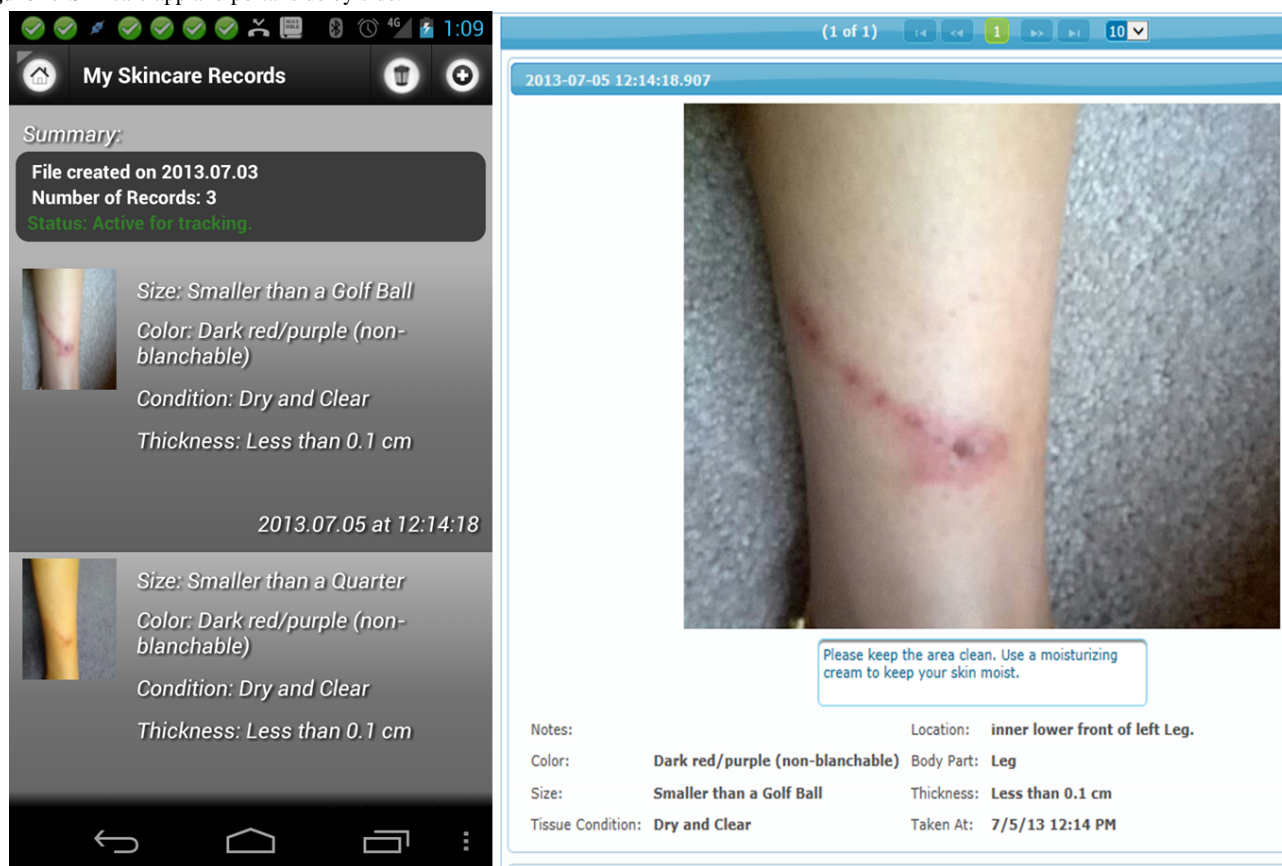 4G 1:09
My Skincare Records
Summary:
File created on 2013.07.03
Number of Records: 3
Status: Active for tracking.
Size: Smaller than a Golf Ball
Color: Dark red/purple (non-
blanchable)
Condition: Dry and Clear
Thickness: Less than 0.1 cm
2013.07.05 at 12:14:18
Size: Smaller than a Quarter
Color: Dark red/purple (non-
blanchable)
Condition: Dry and Clear
Thickness: Less than 0.1 cm
(1 of 1) 1 10
2013-07-05 12:14:18.907
Please keep the area clean. Use a moisturizing
cream to keep your skin moist.
Notes: Location: inner lower front of left Leg.
Color: Dark red/purple (non-blanchable) Body Part: Leg
Size: Smaller than a Golf Ball Thickness: Less than 0.1 cm
Tissue Condition: Dry and Clear Taken At: 7/5/13 12:14 PM